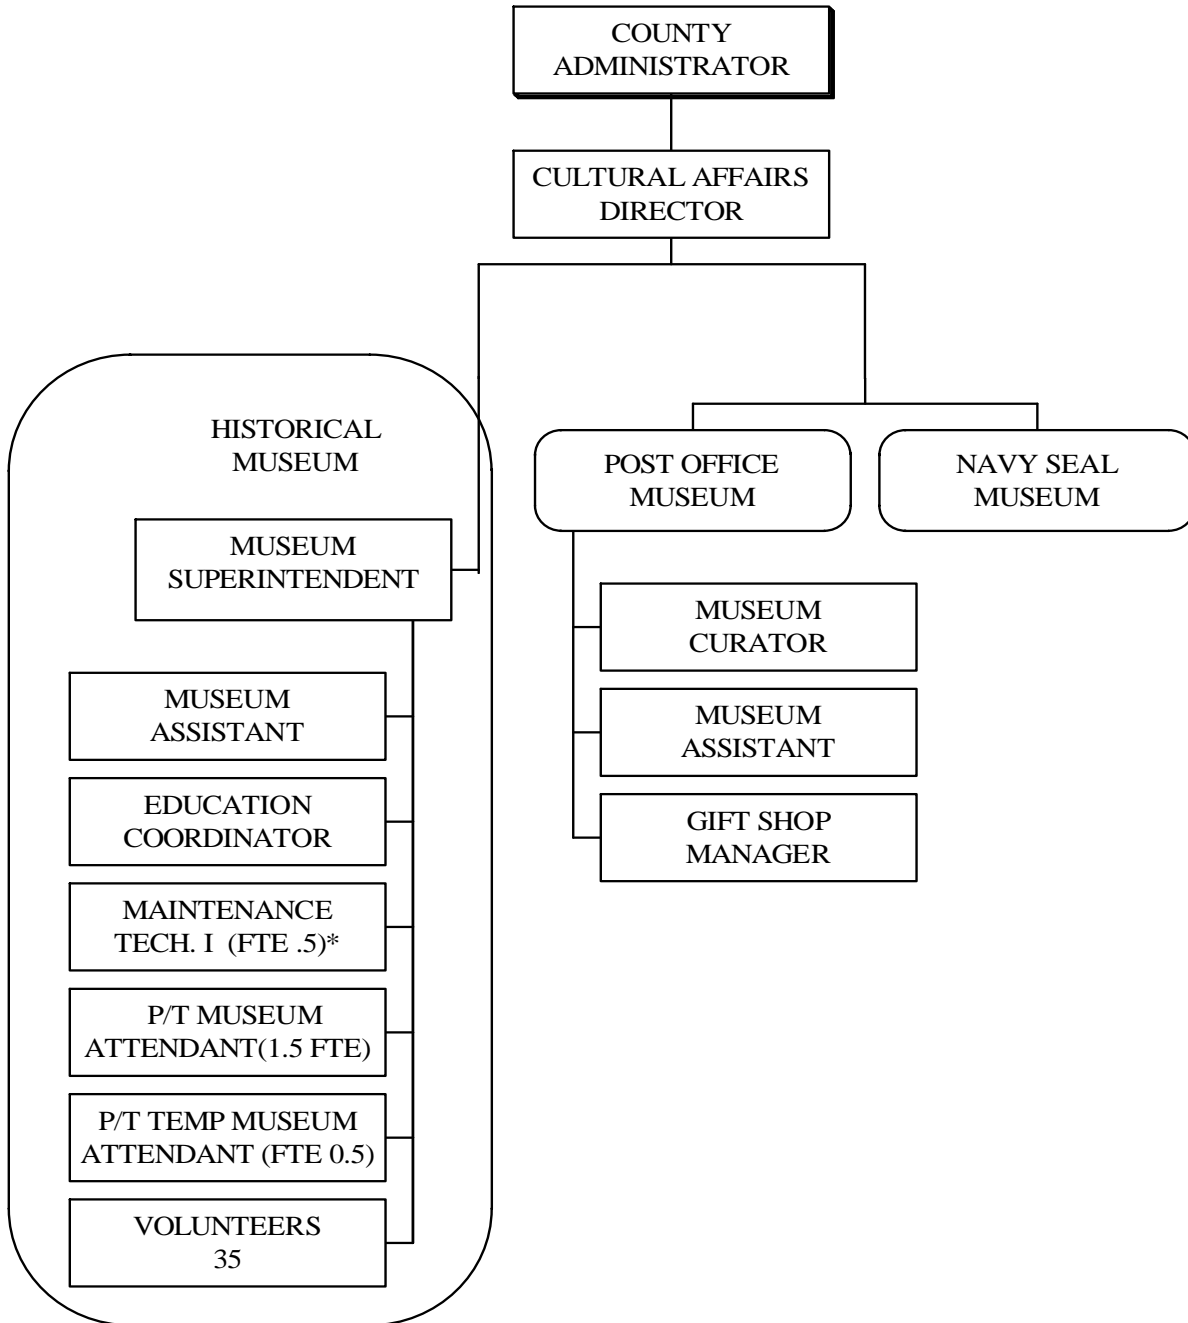 COUNTY
ADMINISTRATOR
CULTURAL AFFAIRS
DIRECTOR
HISTORICAL
MUSEUM
POST OFFICE
MUSEUM
NAVY SEAL
MUSEUM
MUSEUM
SUPERINTENDENT
MUSEUM
ASSISTANT
EDUCATION
COORDINATOR
MAINTENANCE
TECH. I  (FTE .5)*
P/T MUSEUM
ATTENDANT(1.5 FTE)
P/T TEMP MUSEUM
ATTENDANT (FTE 0.5)
VOLUNTEERS
35
MUSEUM
CURATOR
MUSEUM
ASSISTANT
GIFT SHOP
MANAGER